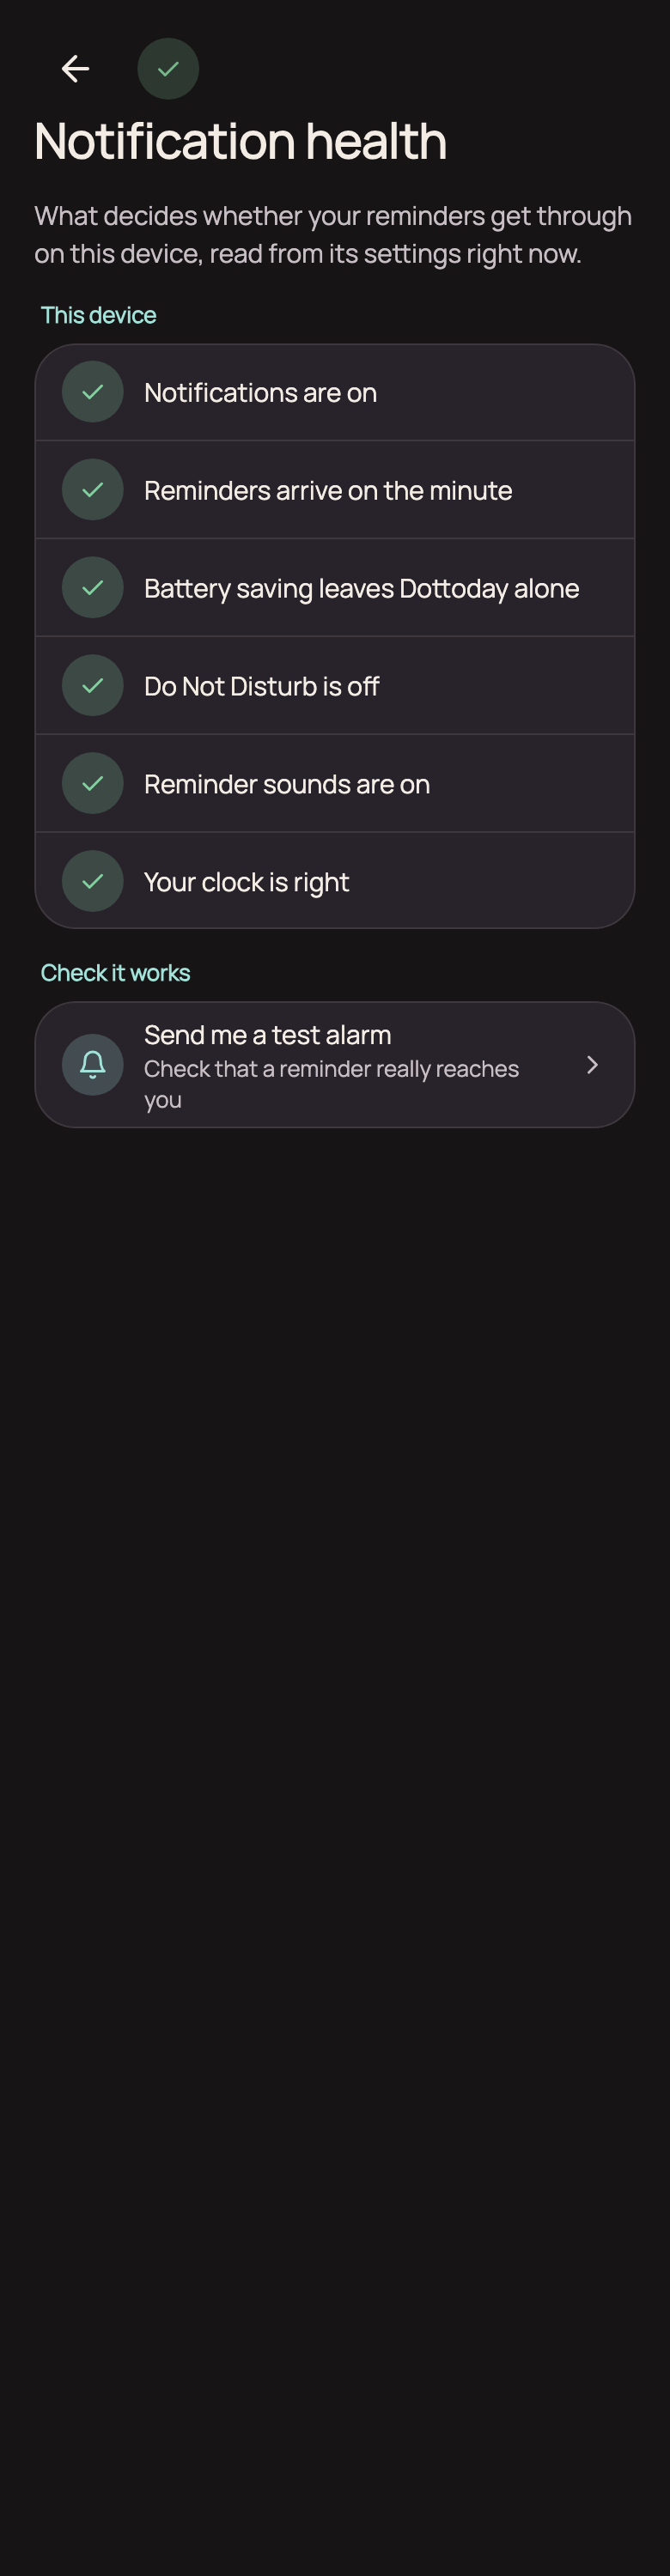 Notification health
What decides whether your reminders get through
on this device, read from its settings right now.
This device
Notifications are on
Reminders arrive on the minute
Battery saving leaves Dottoday alone
Do Not Disturb is off
Reminder sounds are on
Your clock is right
Check it works
Send me a test alarm
Check that a reminder really reaches
you